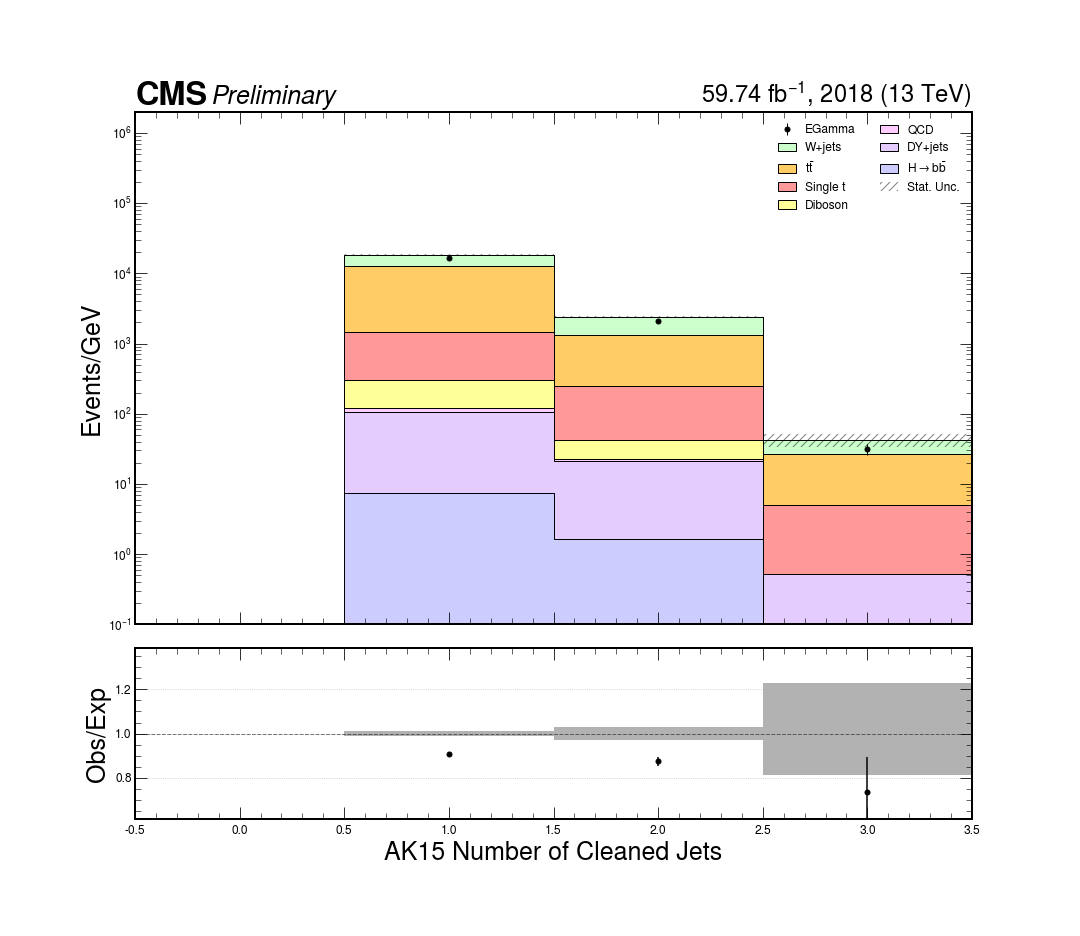 CMS Preliminary
59.74 fb⁻¹, 2018 (13 TeV)
EGamma
W+jets
tt̄
Single t
Diboson
QCD
DY+jets
H→bb̄
Stat. Unc.
Events/GeV
10⁶
10⁵
10⁴
10³
10²
10¹
10⁰
10⁻¹
Obs/Exp
1.2
1.0
0.8
-0.5 0.0 0.5 1.0 1.5 2.0 2.5 3.0 3.5
AK15 Number of Cleaned Jets